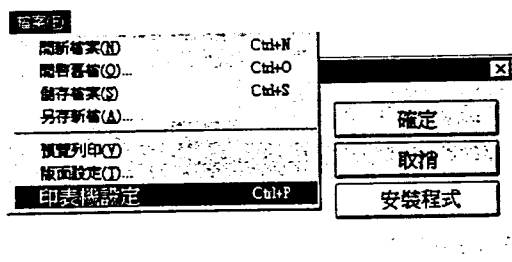 檔案(F)
開新檔案(N) Ctrl+N
開啓舊檔(O)... Ctrl+O
儲存檔案(S) Ctrl+S
另存新檔(A)...
預覽列印(V)
版面設定(I)...
印表機設定 Ctrl+P
確定
取消
安裝程式